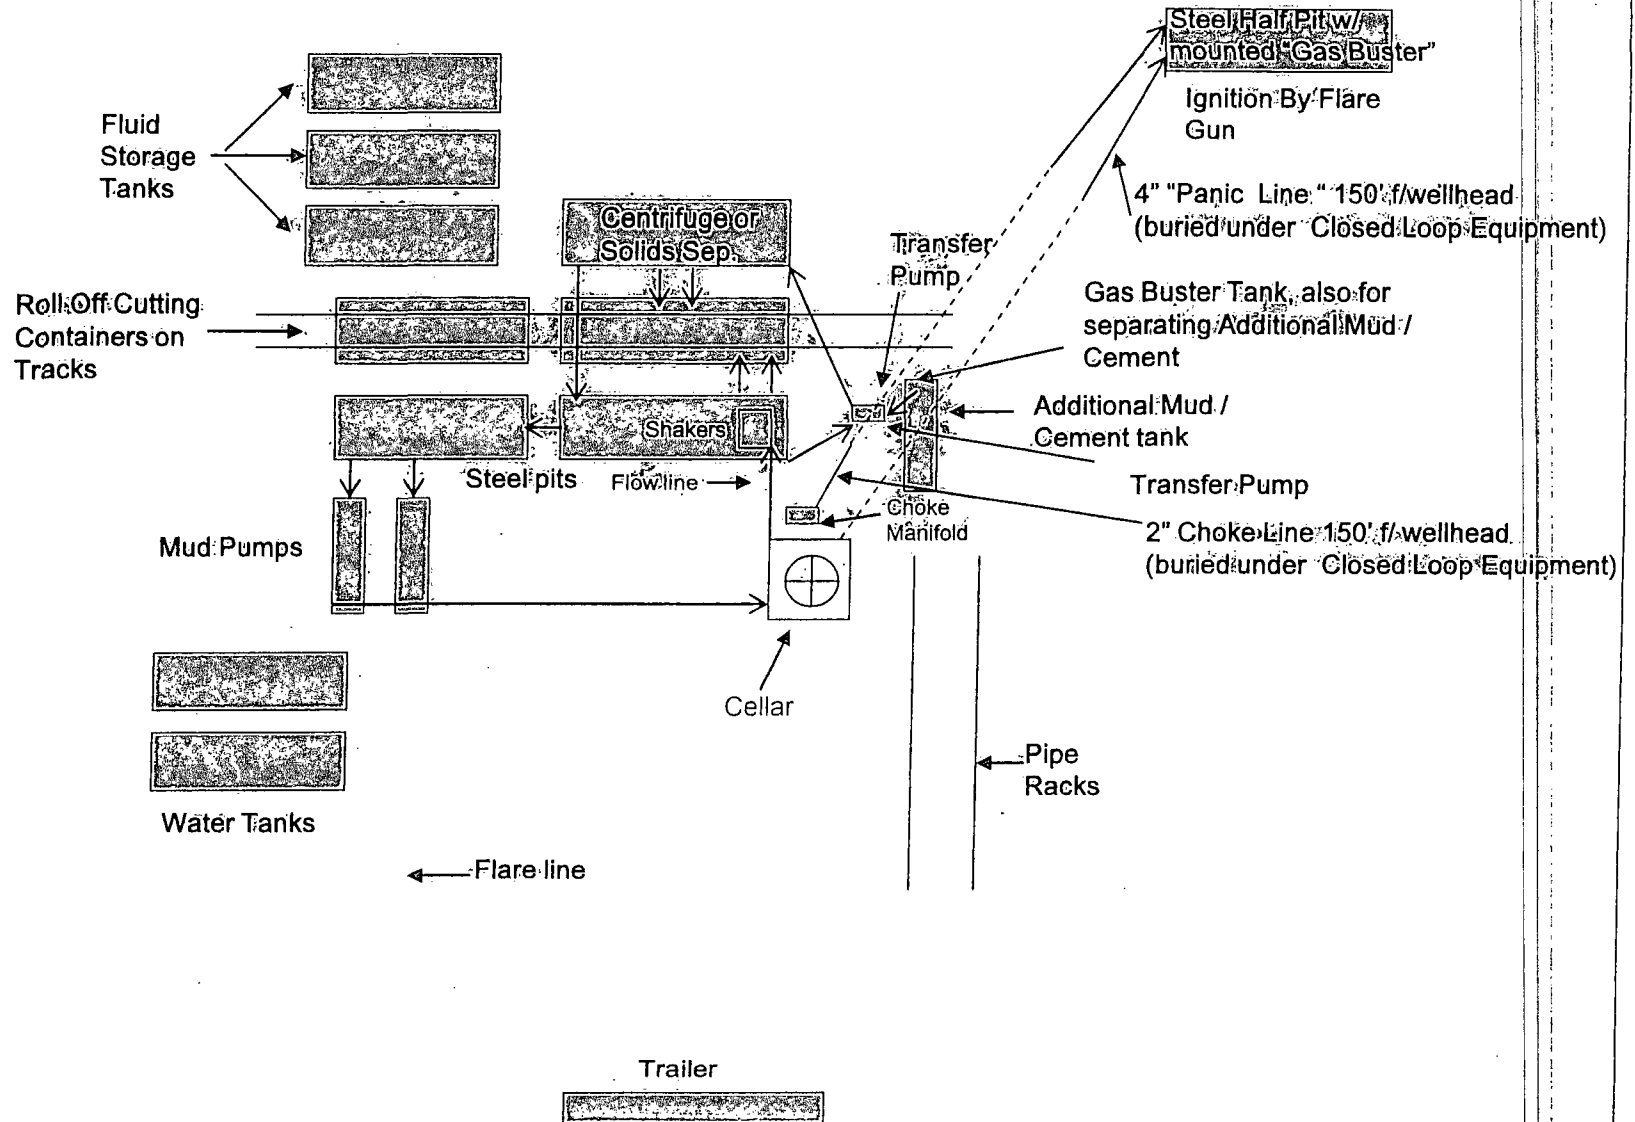 Steel Half Pit w/
mounted "Gas Buster"
Ignition By Flare
Gun
Fluid
Storage
Tanks
4" "Panic Line " 150' f/wellhead
(buried under Closed Loop Equipment)
Centrifuge or
Solids Sep.
Transfer
Pump
Gas Buster Tank, also for
separating Additional Mud /
Cement
Roll Off Cutting
Containers on
Tracks
Additional Mud /
Cement tank
Shakers
Steel pits
Flow line
Transfer Pump
Choke
Manifold
2" Choke Line 150' f/ wellhead
(buried under Closed Loop Equipment)
Mud Pumps
Cellar
Pipe
Racks
Water Tanks
Flare line
Trailer